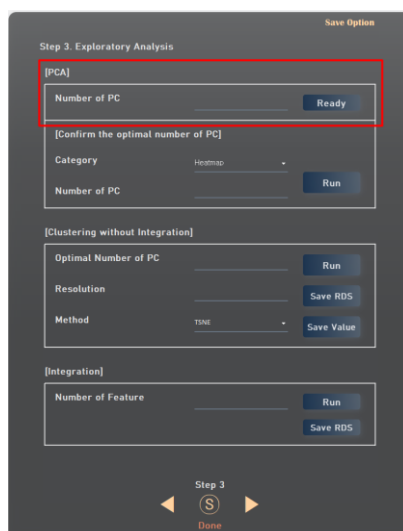 Save Option
Step 3. Exploratory Analysis
[PCA]
Number of PC
Ready
[Confirm the optimal number of PC]
Category Heatmap
Run
Number of PC
[Clustering without Integration]
Optimal Number of PC
Run
Resolution
Save RDS
Method TSNE
Save Value
[Integration]
Number of Feature
Run
Save RDS
Step 3
S
Done